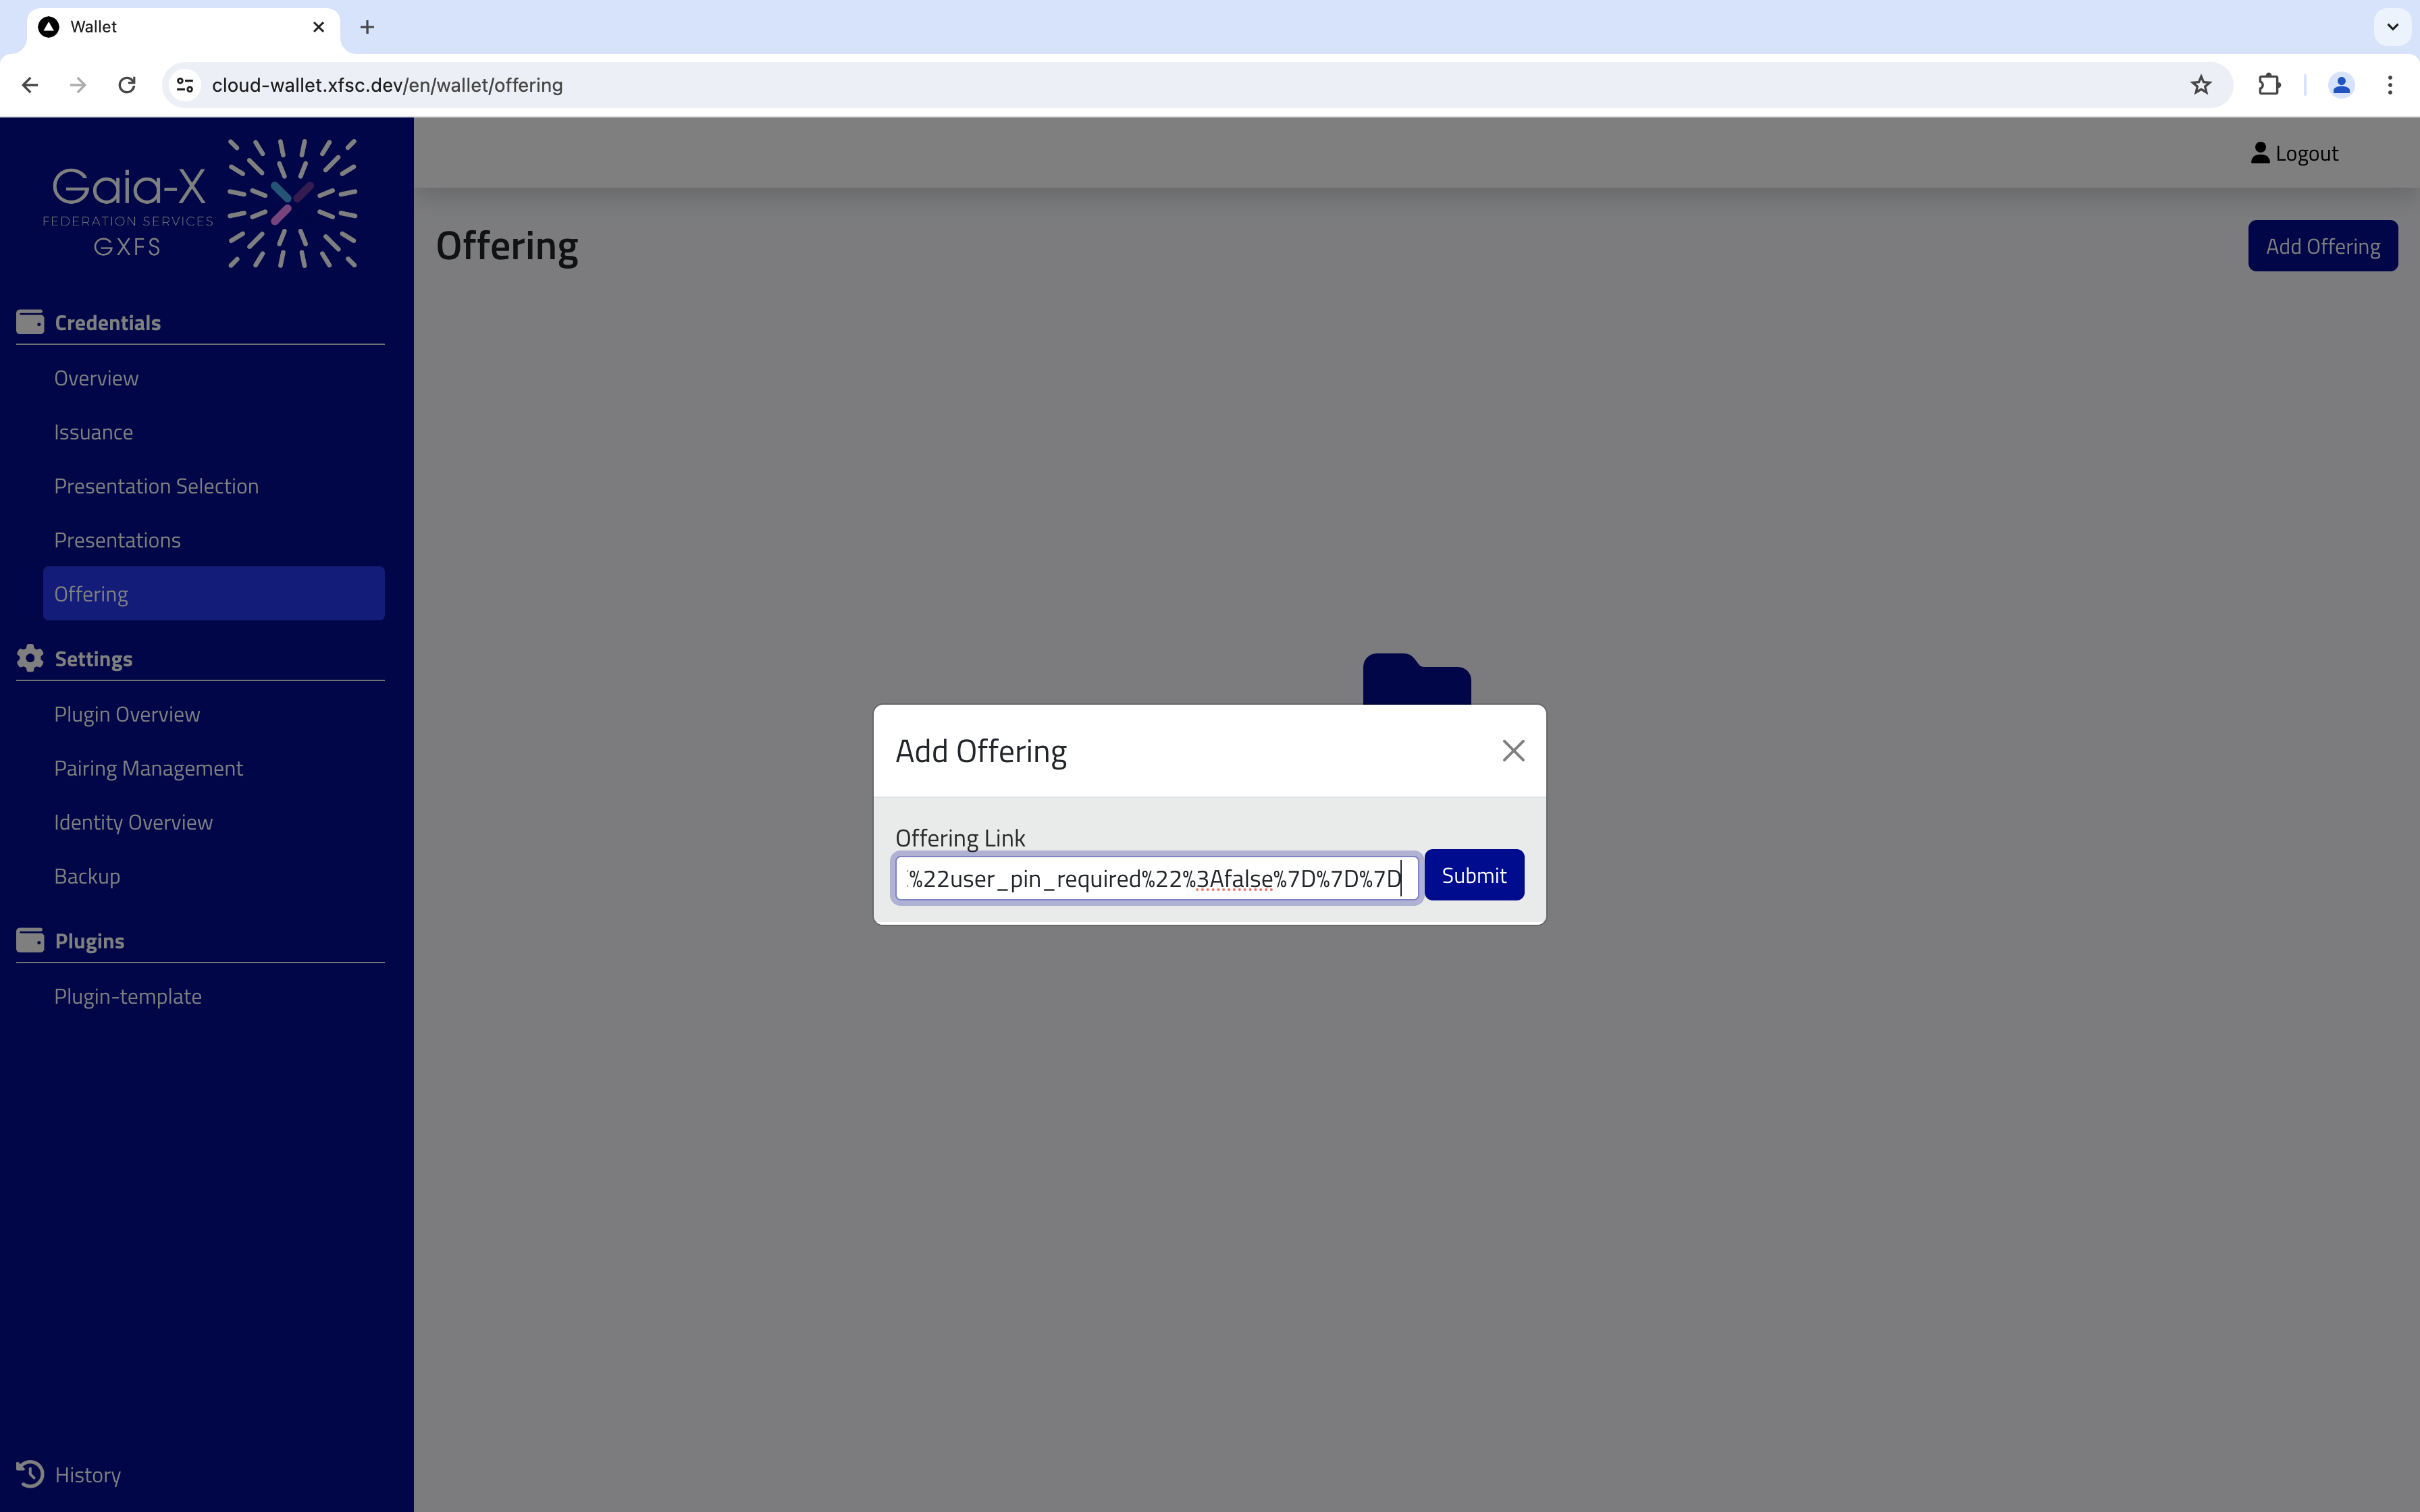 Wallet
cloud-wallet.xfsc.dev/en/wallet/offering
Gaia-X
FEDERATION SERVICES
GXFS
Logout
Offering
Add Offering
Credentials
Overview
Issuance
Presentation Selection
Presentations
Offering
Settings
Plugin Overview
Pairing Management
Identity Overview
Backup
Plugins
Plugin-template
History
Add Offering
Offering Link
%22user_pin_required%22%3Afalse%7D%7D%7D
Submit